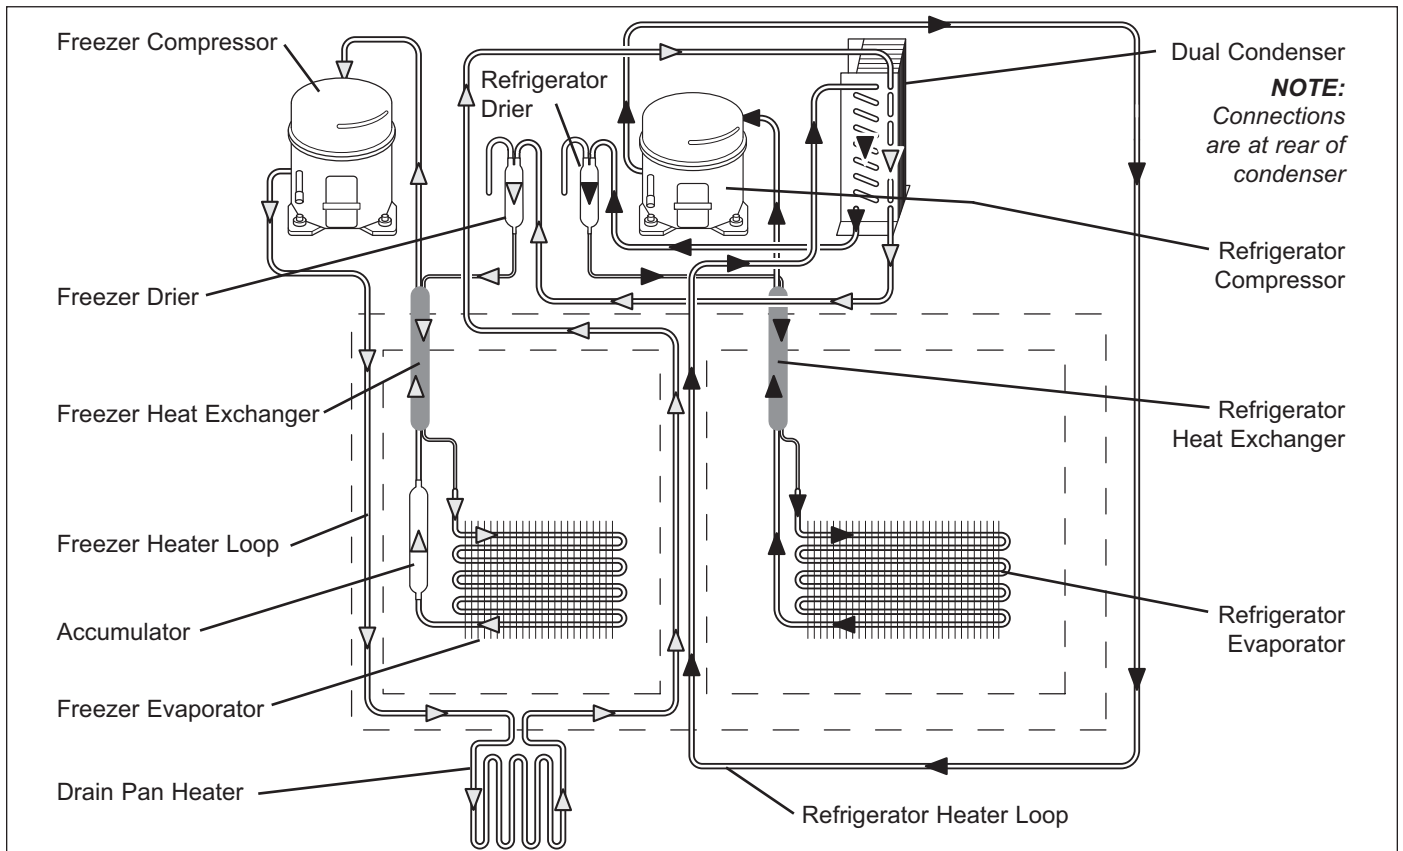 Freezer Compressor
Refrigerator
Drier
Dual Condenser
NOTE:
Connections
are at rear of
condenser
Refrigerator
Compressor
Freezer Drier
Freezer Heat Exchanger
Refrigerator
Heat Exchanger
Freezer Heater Loop
Accumulator
Refrigerator
Evaporator
Freezer Evaporator
Drain Pan Heater
Refrigerator Heater Loop